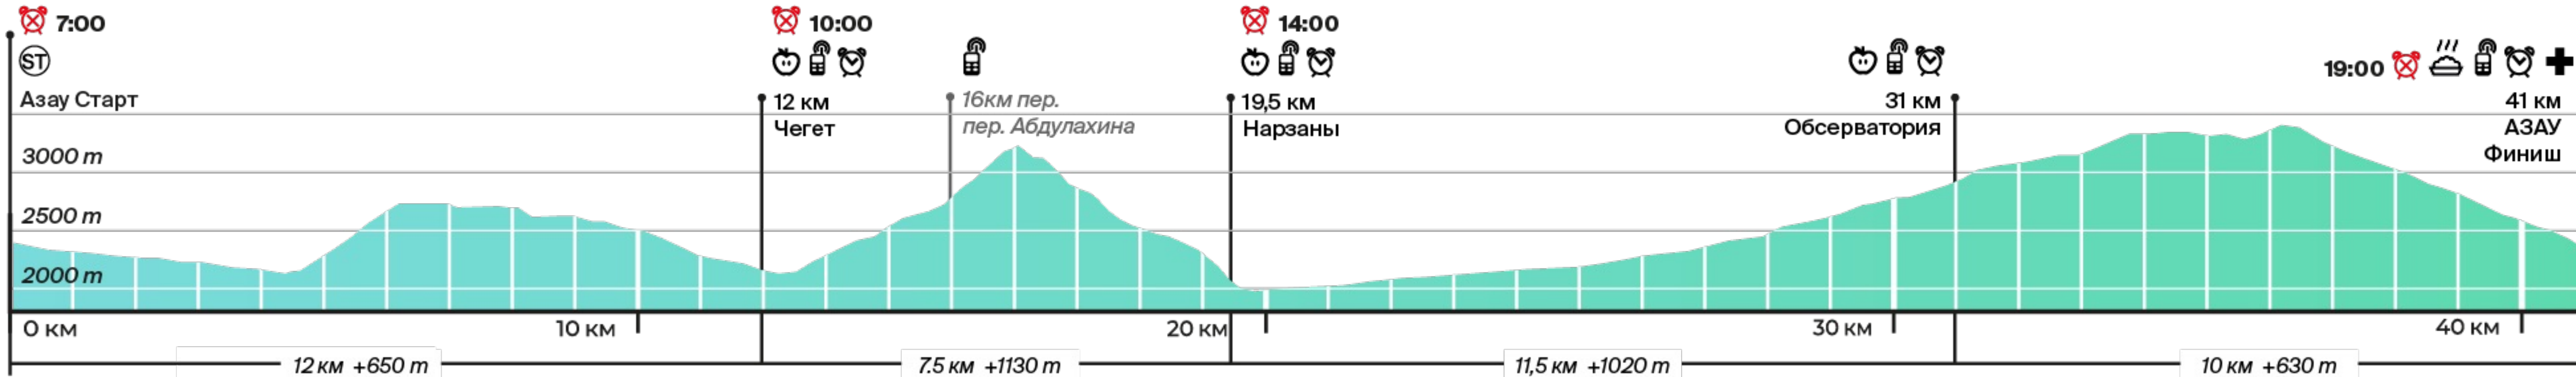 7:00
10:00
14:00
ST
19:00
Азау Старт
12 км
Чегет
16км пер.
пер. Абдулахина
19,5 км
Нарзаны
31 км
Обсерватория
41 км
АЗАУ
Финиш
3000 m
2500 m
2000 m
0 км
10 км
20 км
30 км
40 км
12 км +650 m
7.5 км +1130 m
11,5 км +1020 m
10 км +630 m